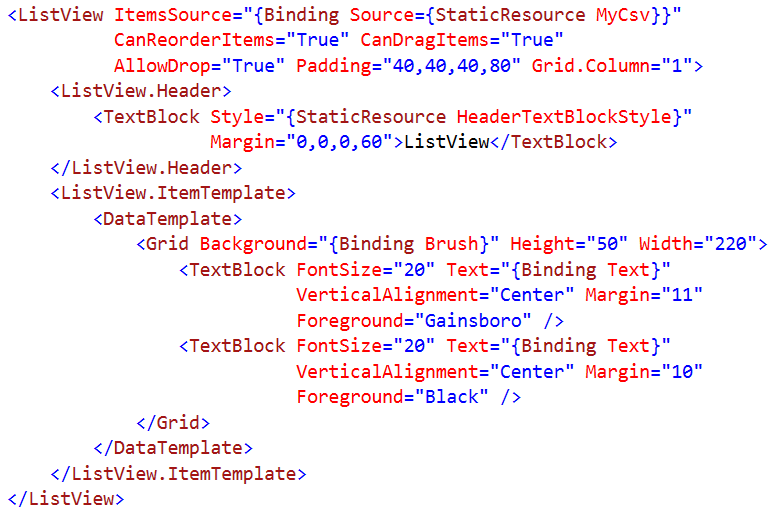 <ListView ItemsSource="{Binding Source={StaticResource MyCsv}}"
          CanReorderItems="True" CanDragItems="True"
          AllowDrop="True" Padding="40,40,40,80" Grid.Column="1">
    <ListView.Header>
        <TextBlock Style="{StaticResource HeaderTextBlockStyle}"
                   Margin="0,0,0,60">ListView</TextBlock>
    </ListView.Header>
    <ListView.ItemTemplate>
        <DataTemplate>
            <Grid Background="{Binding Brush}" Height="50" Width="220">
                <TextBlock FontSize="20" Text="{Binding Text}"
                           VerticalAlignment="Center" Margin="11"
                           Foreground="Gainsboro" />
                <TextBlock FontSize="20" Text="{Binding Text}"
                           VerticalAlignment="Center" Margin="10"
                           Foreground="Black" />
            </Grid>
        </DataTemplate>
    </ListView.ItemTemplate>
</ListView>